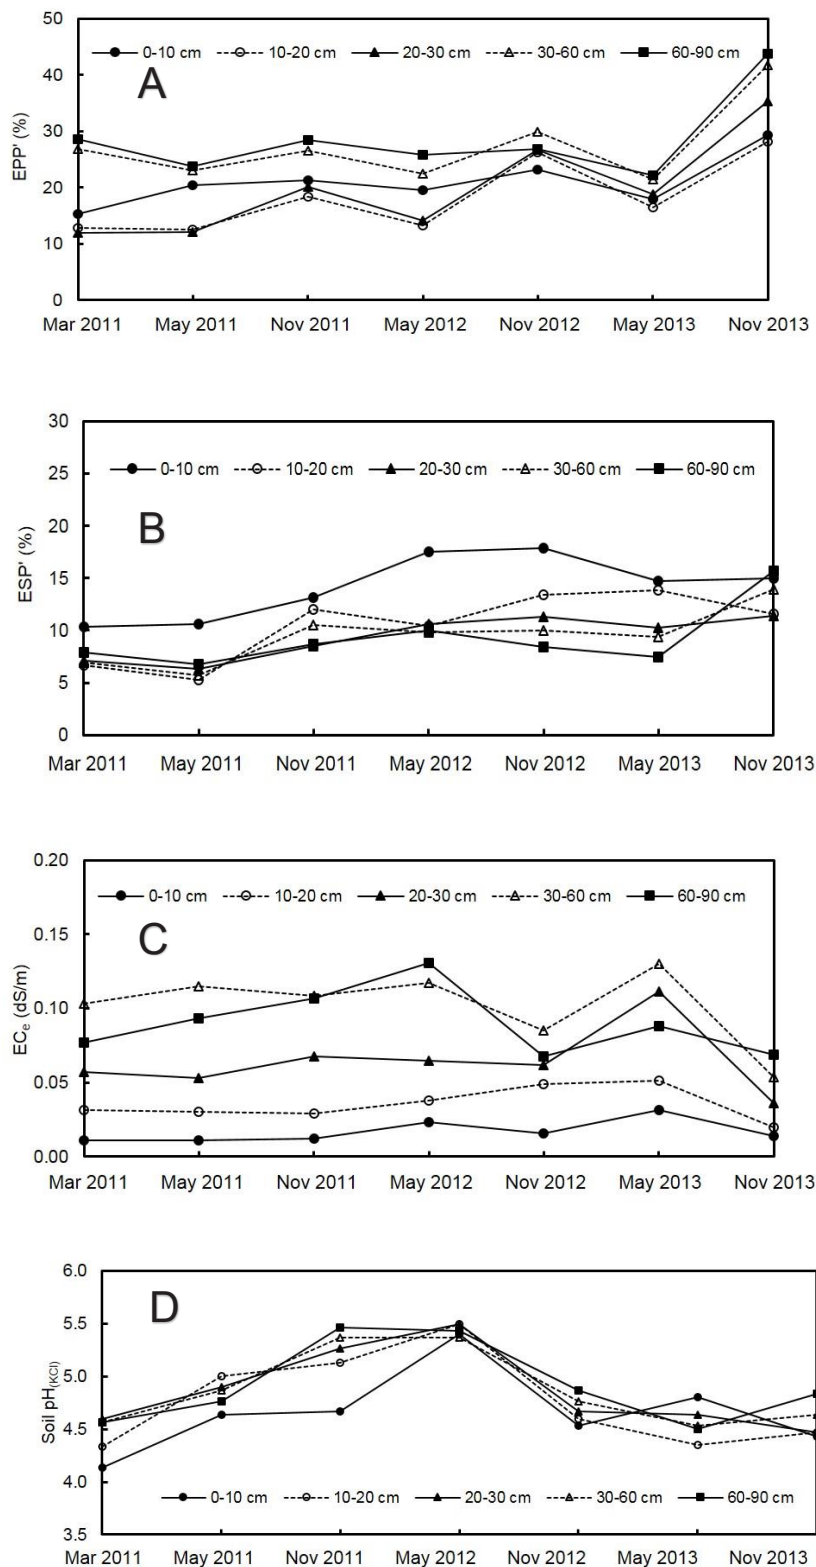 50
0-10 cm 10-20 cm 20-30 cm 30-60 cm 60-90 cm
A
40
30
EPP' (%)
20
10
0
Mar 2011 May 2011 Nov 2011 May 2012 Nov 2012 May 2013 Nov 2013
30
25
0-10 cm 10-20 cm 20-30 cm 30-60 cm 60-90 cm
B
20
ESP' (%)
15
10
5
0
Mar 2011 May 2011 Nov 2011 May 2012 Nov 2012 May 2013 Nov 2013
0.20
0-10 cm 10-20 cm 20-30 cm 30-60 cm 60-90 cm
C
0.15
ECe (dS/m)
0.10
0.05
0.00
Mar 2011 May 2011 Nov 2011 May 2012 Nov 2012 May 2013 Nov 2013
6.0
D
5.5
5.0
Soil pH(KCl)
4.5
4.0
0-10 cm 10-20 cm 20-30 cm 30-60 cm 60-90 cm
3.5
Mar 2011 May 2011 Nov 2011 May 2012 Nov 2012 May 2013 Nov 2013